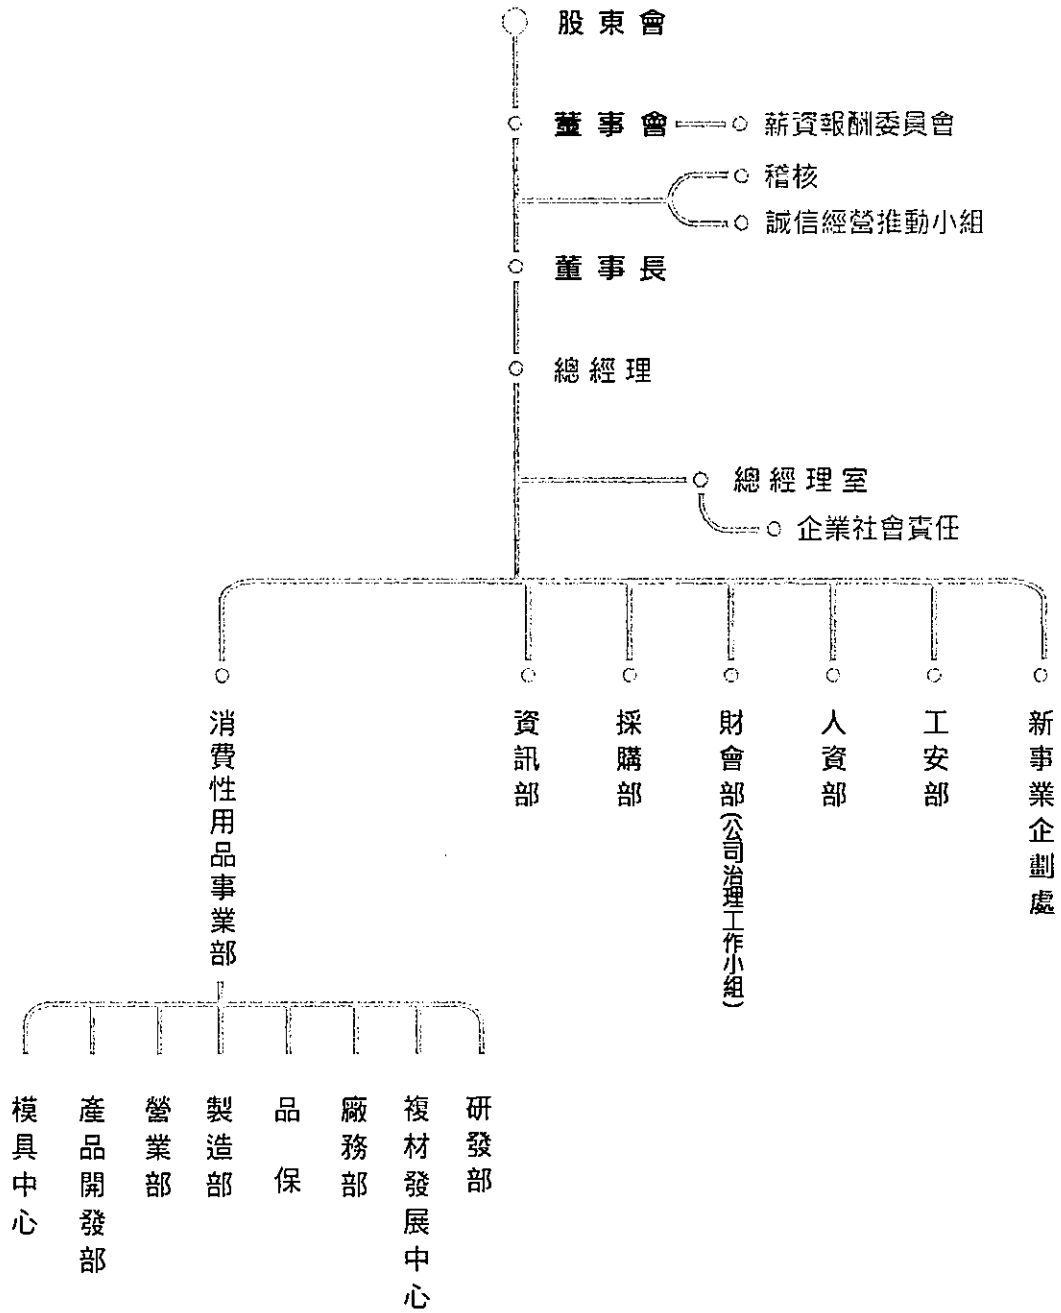 股東會
董事會
薪資報酬委員會
稽核
誠信經營推動小組
董事長
總經理
總經理室
企業社會責任
消費性用品事業部
資訊部
採購部
財會部(公司治理工作小組)
人資部
工安部
新事業企劃處
模具中心
產品開發部
營業部
製造部
品保
廠務部
複材發展中心
研發部